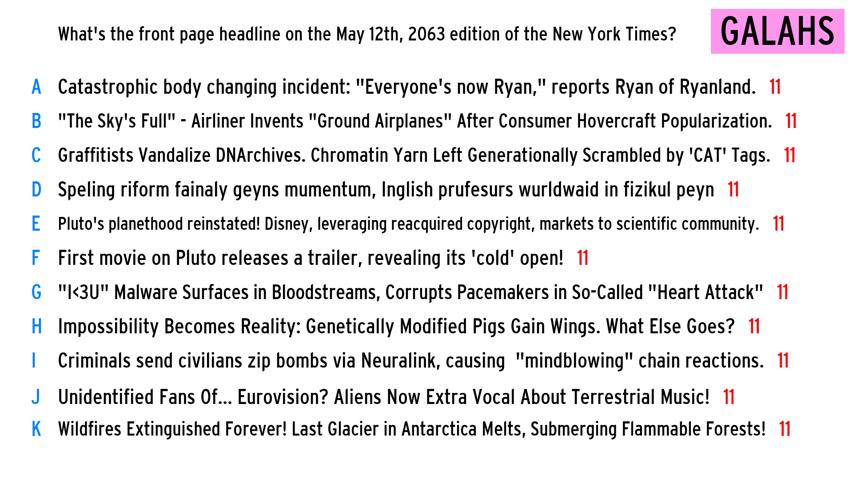 What's the front page headline on the May 12th, 2063 edition of the New York Times? GALAHS
A Catastrophic body changing incident: "Everyone's now Ryan," reports Ryan of Ryanland. 11
B "The Sky's Full" - Airliner Invents "Ground Airplanes" After Consumer Hovercraft Popularization. 11
C Graffitists Vandalize DNArchives. Chromatin Yarn Left Generationally Scrambled by 'CAT' Tags. 11
D Speling riform fainaly geyns mumentum, Inglish prufesurs wurldwaid in fizikul peyn 11
E Pluto's planethood reinstated! Disney, leveraging reacquired copyright, markets to scientific community. 11
F First movie on Pluto releases a trailer, revealing its 'cold' open! 11
G "I<3U" Malware Surfaces in Bloodstreams, Corrupts Pacemakers in So-Called "Heart Attack" 11
H Impossibility Becomes Reality: Genetically Modified Pigs Gain Wings. What Else Goes? 11
I Criminals send civilians zip bombs via Neuralink, causing "mindblowing" chain reactions. 11
J Unidentified Fans Of... Eurovision? Aliens Now Extra Vocal About Terrestrial Music! 11
K Wildfires Extinguished Forever! Last Glacier in Antarctica Melts, Submerging Flammable Forests! 11